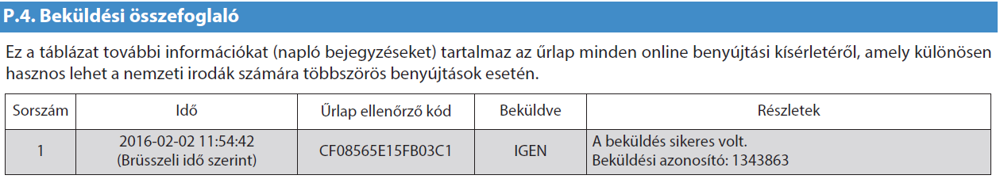 P.4. Beküldési összefoglaló
Ez a táblázat további információkat (napló bejegyzéseket) tartalmaz az űrlap minden online benyújtási kísérletéről, amely különösen
hasznos lehet a nemzeti irodák számára többszörös benyújtások esetén.
Sorszám Idő Űrlap ellenőrző kód Beküldve Részletek
1 2016-02-02 11:54:42 (Brüsszeli idő szerint) CF08565E15FB03C1 IGEN A beküldés sikeres volt.
Beküldési azonosító: 1343863